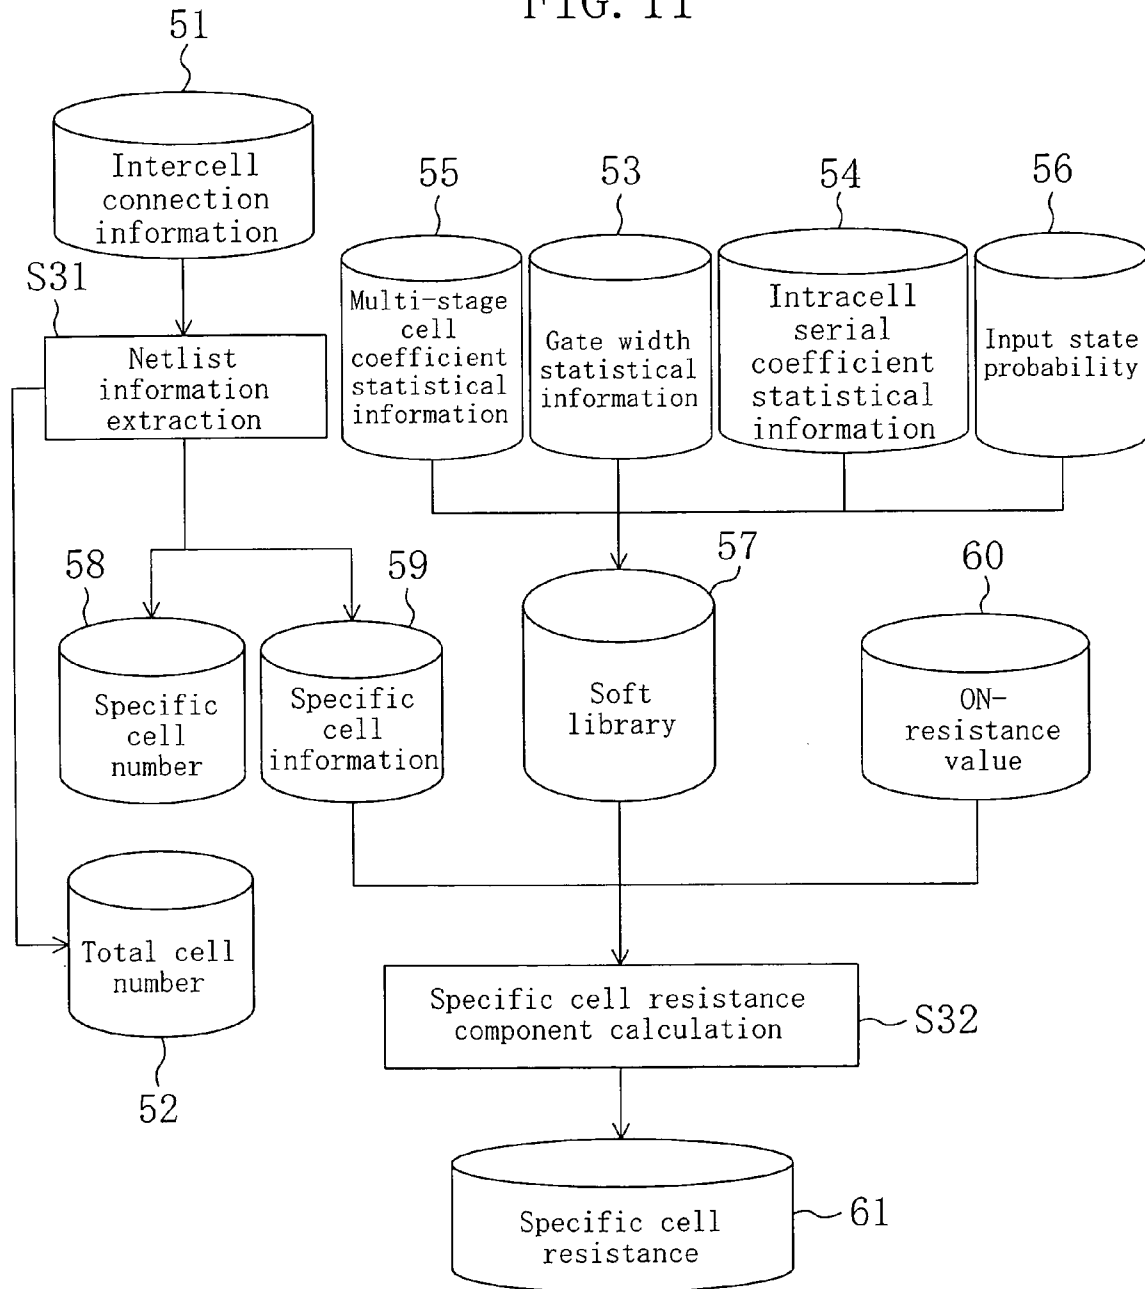 FIG. 11
51
Intercell
connection
information
S31
Netlist
information
extraction
55
Multi-stage
cell
coefficient
statistical
information
53
Gate width
statistical
information
54
Intracell
serial
coefficient
statistical
information
56
Input state
probability
58
Specific
cell
number
59
Specific
cell
information
57
Soft
library
60
ON-
resistance
value
Total cell
number
52
Specific cell resistance
component calculation
S32
Specific cell
resistance
61